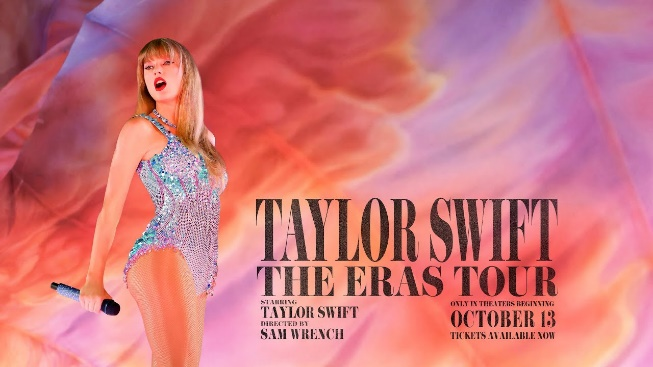 TAYLOR SWIFT
THE ERAS TOUR
STARRING
TAYLOR SWIFT
DIRECTED BY
SAM WRENCH
ONLY IN THEATERS BEGINNING
OCTOBER 13
TICKETS AVAILABLE NOW